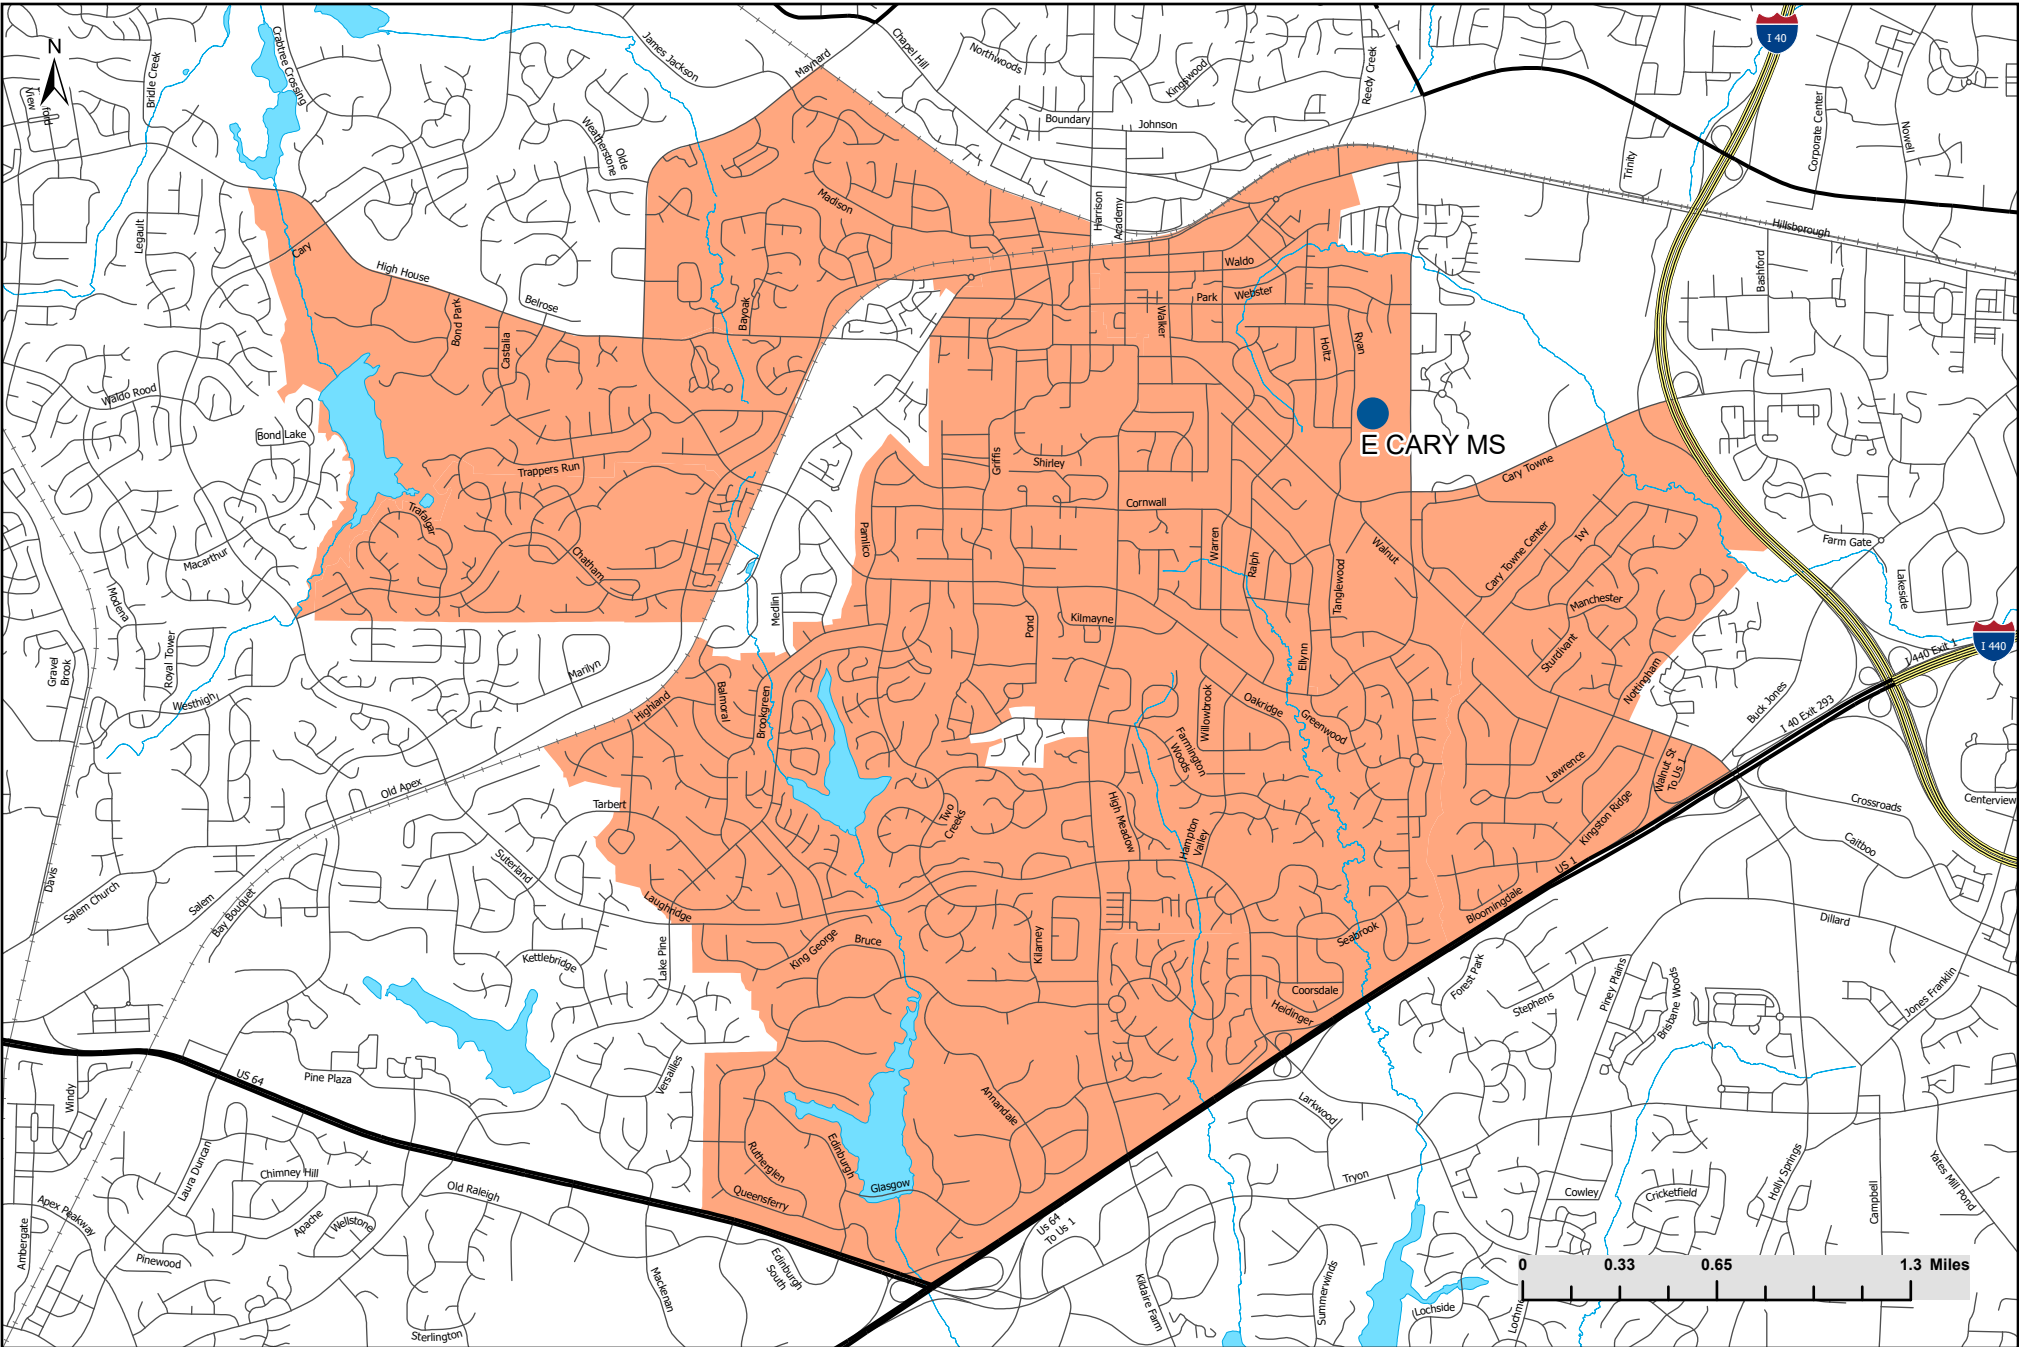 N
View
Bridle Creek
Crabtree Crossing
James Jackson
Maynard
Chapel Hill
Northwoods
Kingswood
Reedy Creek
I 40
Corporate Center
Nowell
Boundary
Johnson
Trinity
Olde
Weatherstone
Madison
Harrison
Academy
Legault
Cary
High House
Belrose
Bond Park
Castalia
Bayoak
Waldo
Park
Webster
Walker
Holtz
Ryan
Hillsborough
Bashford
E CARY MS
Waldo Rood
Bond Lake
Trappers Run
Trafalgar
Chatham
Macarthur
Modena
Royal Tower
Gravel
Brook
Westhigh
Marilyn
Medlin
Pamlico
Griffis
Shirley
Cornwall
Warren
Ralph
Tanglewood
Walnut
Cary Towne
Cary Towne Center
Ivy
Manchester
Sturdivant
Nottingham
Farm Gate
Lakeside
I 440 Exit 1
I 440
Buck Jones
I 40 Exit 293
Pond
Kilmayne
Ellynn
Oakridge
Greenwood
Willowbrook
Farmington
Woods
Highland
Balmoral
Brookgreen
Lawrence
Walnut St
To Us 1
Kingston Ridge
US 1
Bloomingdale
Crossroads
Centerview
Caitboo
Dillard
Old Apex
Tarbert
Two
Creeks
High Meadow
Hampton
Valley
Suterland
Laughridge
Davis
Salem Church
Salem
Bay Bouquet
Kettlebridge
Lake Pine
King George
Bruce
Kilarney
Seabrook
Coorsdale
Heidinger
Forest Park
Stephens
Piney Plains
Brisbane Woods
Jones Franklin
US 64
Pine Plaza
Windy
Versailles
Annandale
Larkwood
Rutherglen
Edinburgh
Queensferry
Glasgow
Laura Duncan
Chimney Hill
Apache
Wellstone
Old Raleigh
Apex Peakway
Ambergate
Pinewood
Sterlington
Mackenan
Edinburgh
South
Us 64
To Us 1
Kildaire Farm
Tryon
Summerwinds
Lochside
Cowley
Cricketfield
Holly Springs
Campbell
Yates Mill Pond
0 0.33 0.65 1.3 Miles